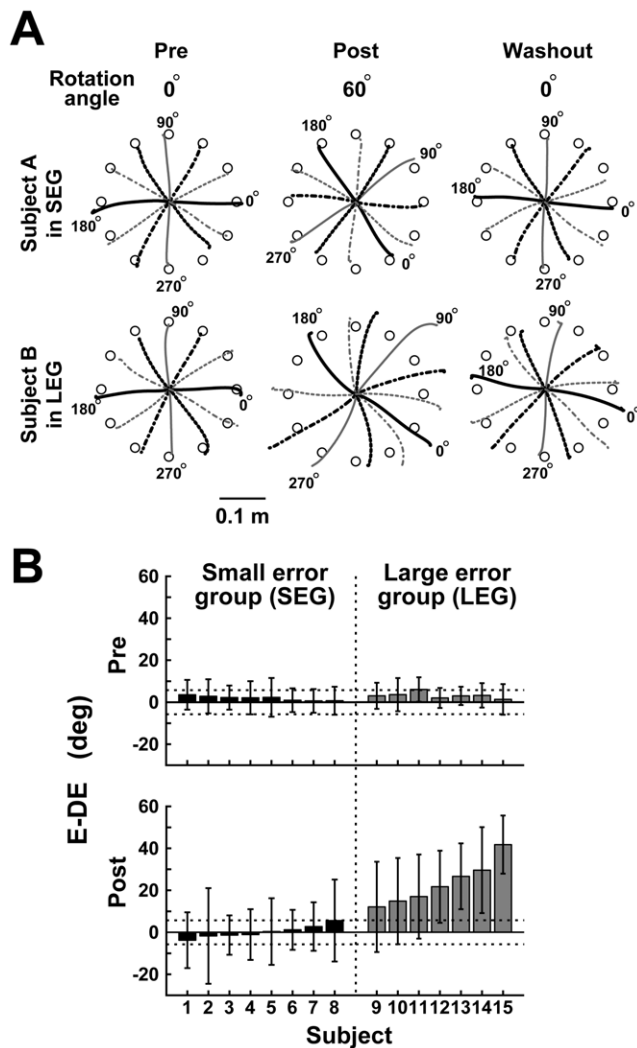 A
Pre Post Washout
Rotation angle 0° 60° 0°
Subject A in SEG
90° 0° 180° 270°
180° 90° 270° 0°
90° 180° 0° 270°
Subject B in LEG
90° 180° 0° 270°
180° 90° 0° 270°
90° 180° 0° 270°
0.1 m
B
Small error group (SEG)
Large error group (LEG)
Pre
60
40
20
0
-20
E-DE (deg)
Post
60
40
20
0
-20
1 2 3 4 5 6 7 8 9 10 11 12 13 14 15
Subject